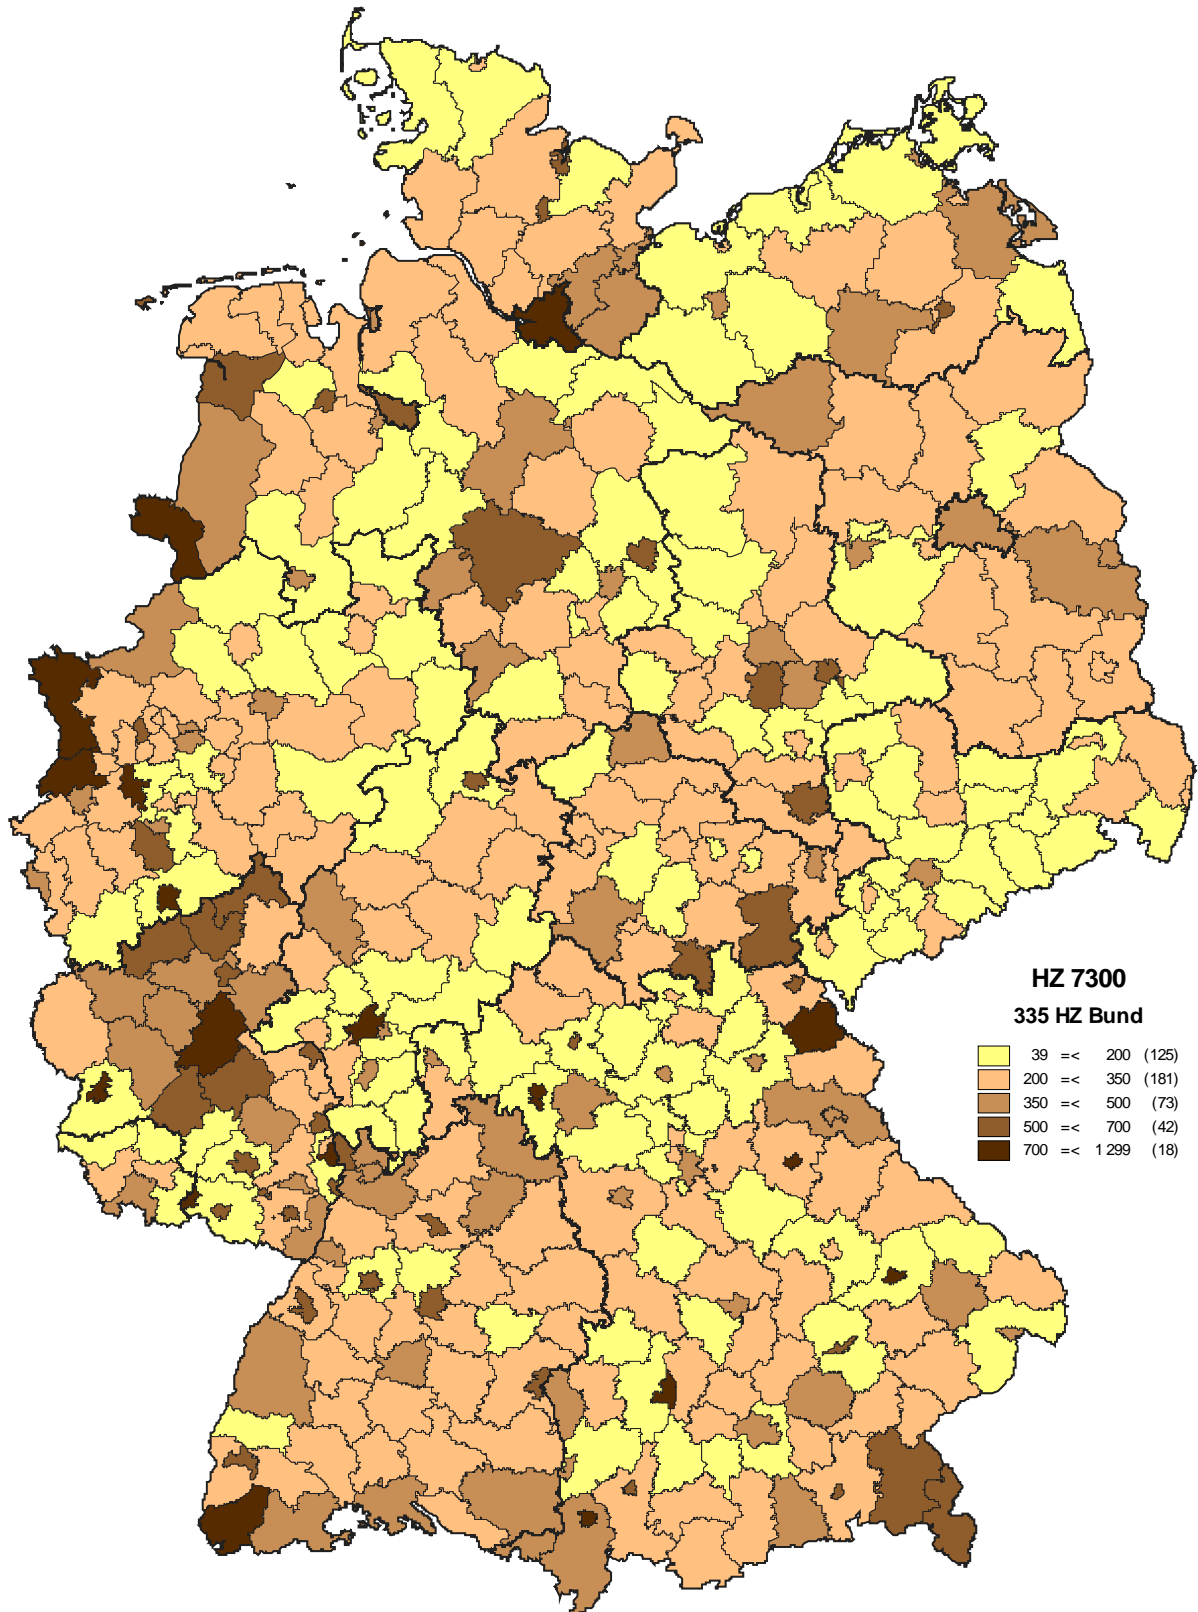 HZ 7300
335 HZ Bund
39 =< 200 (125)
200 =< 350 (181)
350 =< 500 (73)
500 =< 700 (42)
700 =< 1 299 (18)